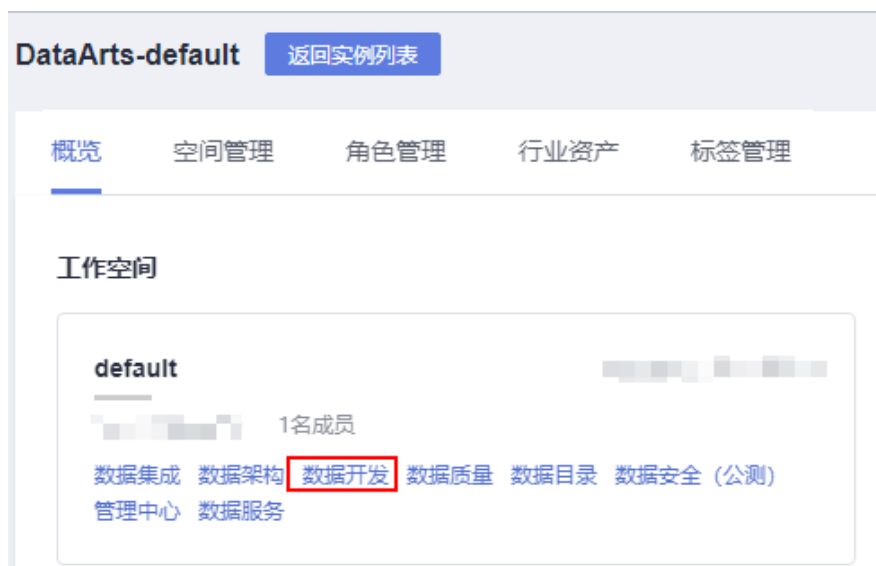 DataArts-default 返回实例列表
概览 空间管理 角色管理 行业资产 标签管理
工作空间
default
1名成员
数据集成 数据架构 数据开发 数据质量 数据目录 数据安全 (公测)
管理中心 数据服务